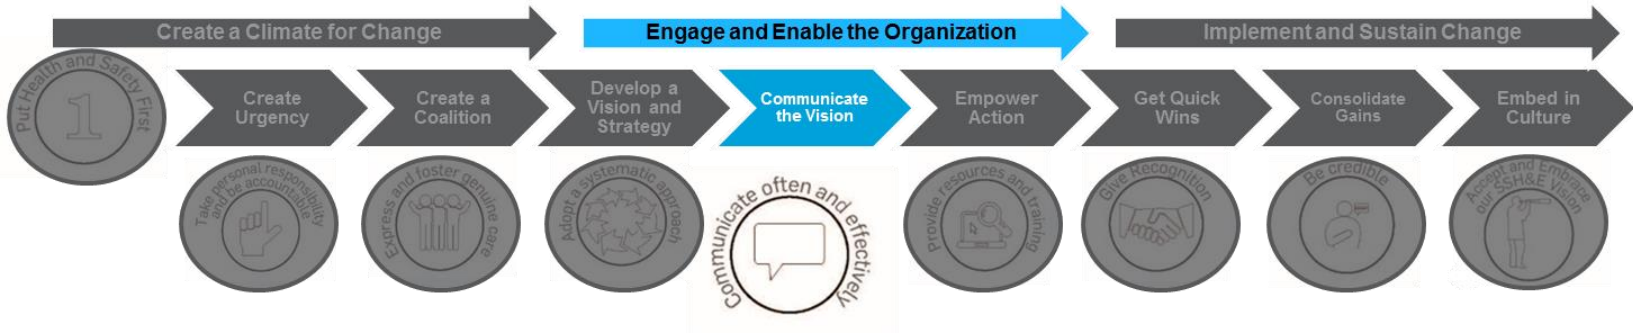 Create a Climate for Change
Engage and Enable the Organization
Implement and Sustain Change
Put Health and Safety First
1
Create
Urgency
Create a
Coalition
Develop a
Vision and
Strategy
Communicate
the Vision
Empower
Action
Get Quick
Wins
Consolidate
Gains
Embed in
Culture
Take personal responsibility
and be accountable
Express and foster genuine care
Adopt a systematic approach
Communicate often and effectively
Provide resources and training
Give Recognition
Be credible
Accept and Embrace
our SSH&E Vision